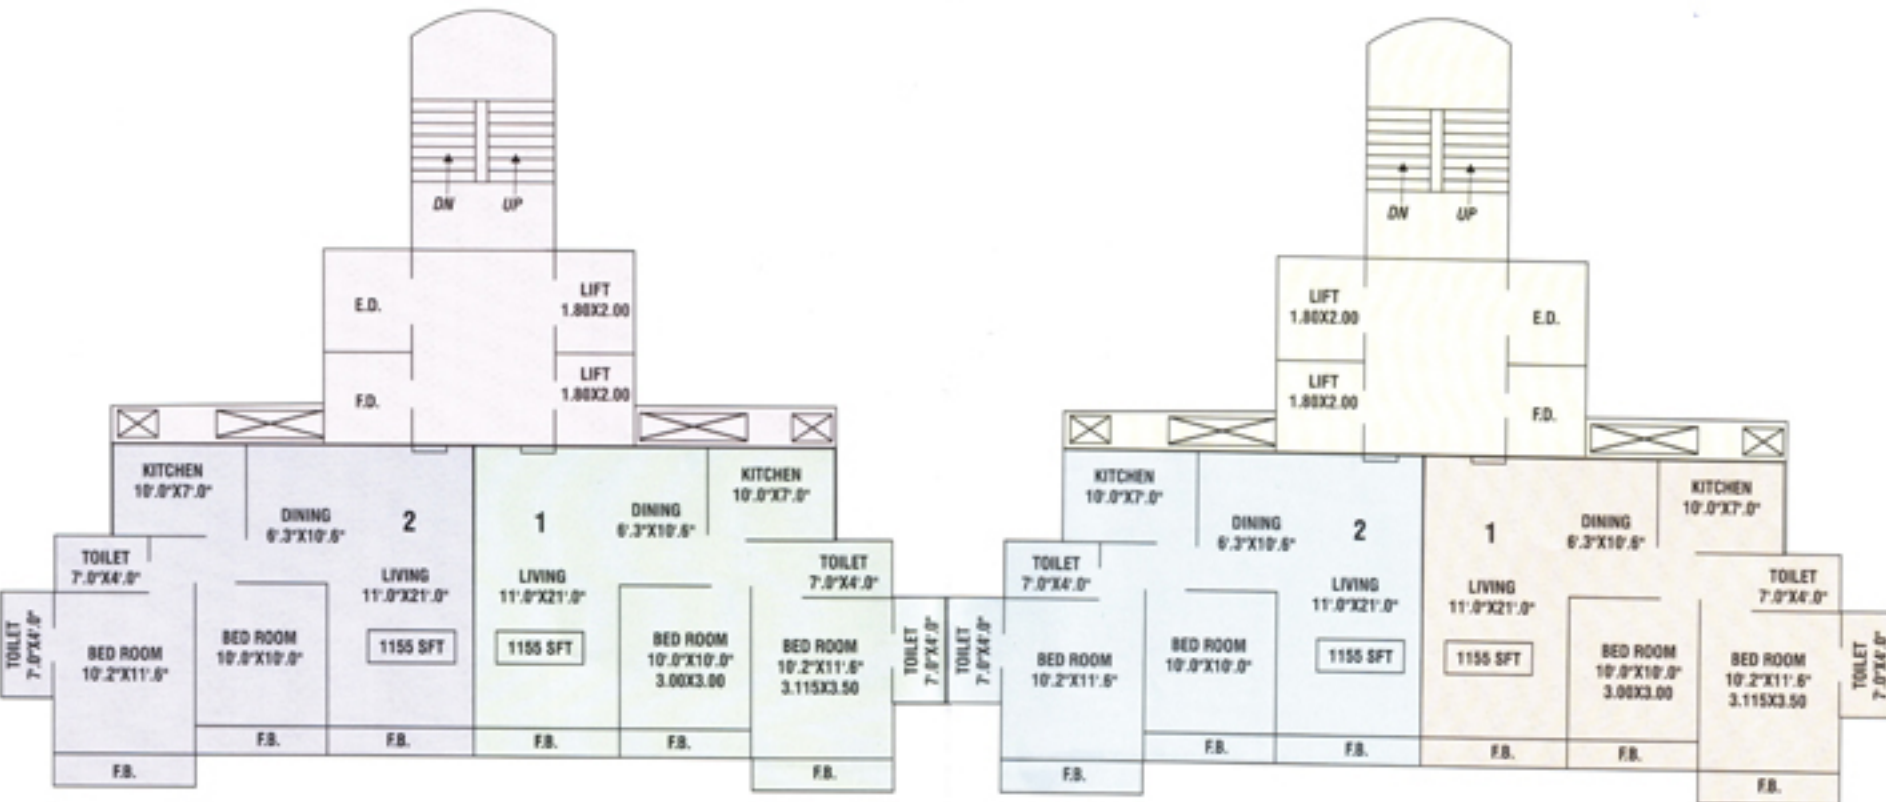 DN UP
E.D.
LIFT
1.80X2.00
F.D.
LIFT
1.80X2.00
KITCHEN
10'.0"X7'.0"
DINING
6'.3"X10'.6"
2
TOILET
7'.0"X4'.0"
LIVING
11'.0"X21'.0"
TOILET
7'.0"X4'.0"
BED ROOM
10'.2"X11'.6"
BED ROOM
10'.0"X10'.0"
1155 SFT
F.B.
F.B.
F.B.
1
DINING
6'.3"X10'.6"
KITCHEN
10'.0"X7'.0"
LIVING
11'.0"X21'.0"
TOILET
7'.0"X4'.0"
1155 SFT
BED ROOM
10'.0"X10'.0"
3.00X3.00
BED ROOM
10'.2"X11'.6"
3.115X3.50
TOILET
7'.0"X4'.0"
F.B.
F.B.
F.B.
DN UP
LIFT
1.80X2.00
E.D.
LIFT
1.80X2.00
F.D.
KITCHEN
10'.0"X7'.0"
DINING
6'.3"X10'.6"
2
TOILET
7'.0"X4'.0"
LIVING
11'.0"X21'.0"
TOILET
7'.0"X4'.0"
BED ROOM
10'.2"X11'.6"
BED ROOM
10'.0"X10'.0"
1155 SFT
F.B.
F.B.
F.B.
1
DINING
6'.3"X10'.6"
KITCHEN
10'.0"X7'.0"
LIVING
11'.0"X21'.0"
TOILET
7'.0"X4'.0"
1155 SFT
BED ROOM
10'.0"X10'.0"
3.00X3.00
BED ROOM
10'.2"X11'.6"
3.115X3.50
TOILET
7'.0"X4'.0"
F.B.
F.B.
F.B.